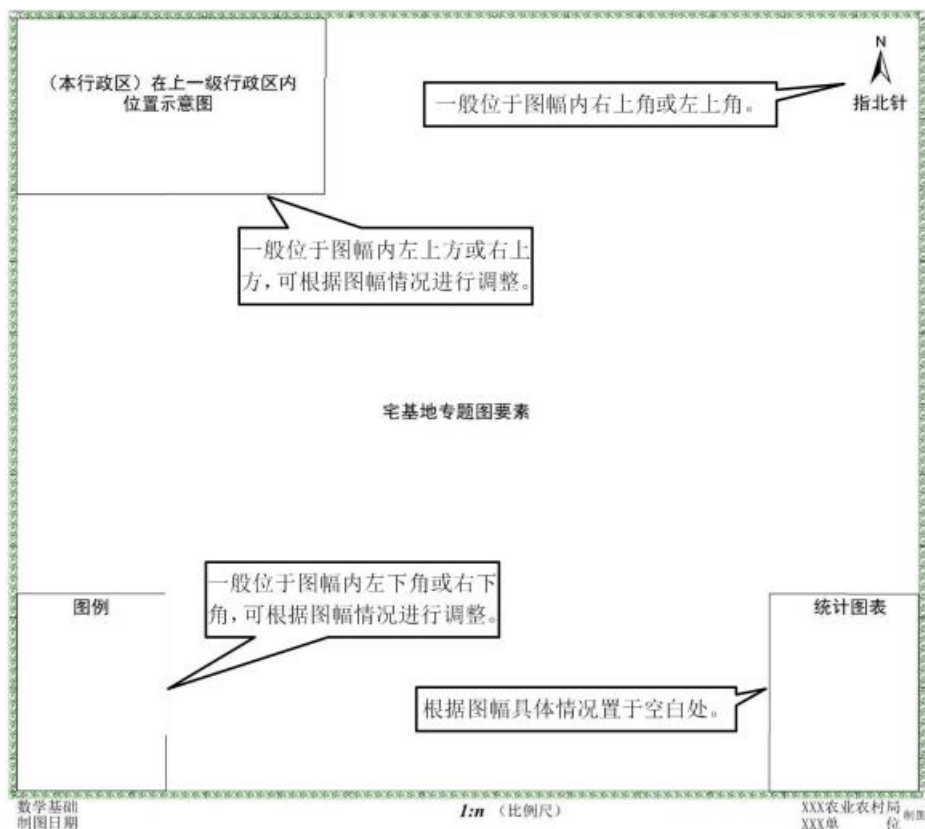 N
指北针
（本行政区）在上一级行政区内
位置示意图
一般位于图幅内右上角或左上角。
一般位于图幅内左上方或右上
方，可根据图幅情况进行调整。
宅基地专题图要素
一般位于图幅内左下角或右下
角，可根据图幅情况进行调整。
图例
统计图表
根据图幅具体情况置于空白处。
数学基础
制图日期
1:n （比例尺）
XXX农业农村局
XXX单 位
制图